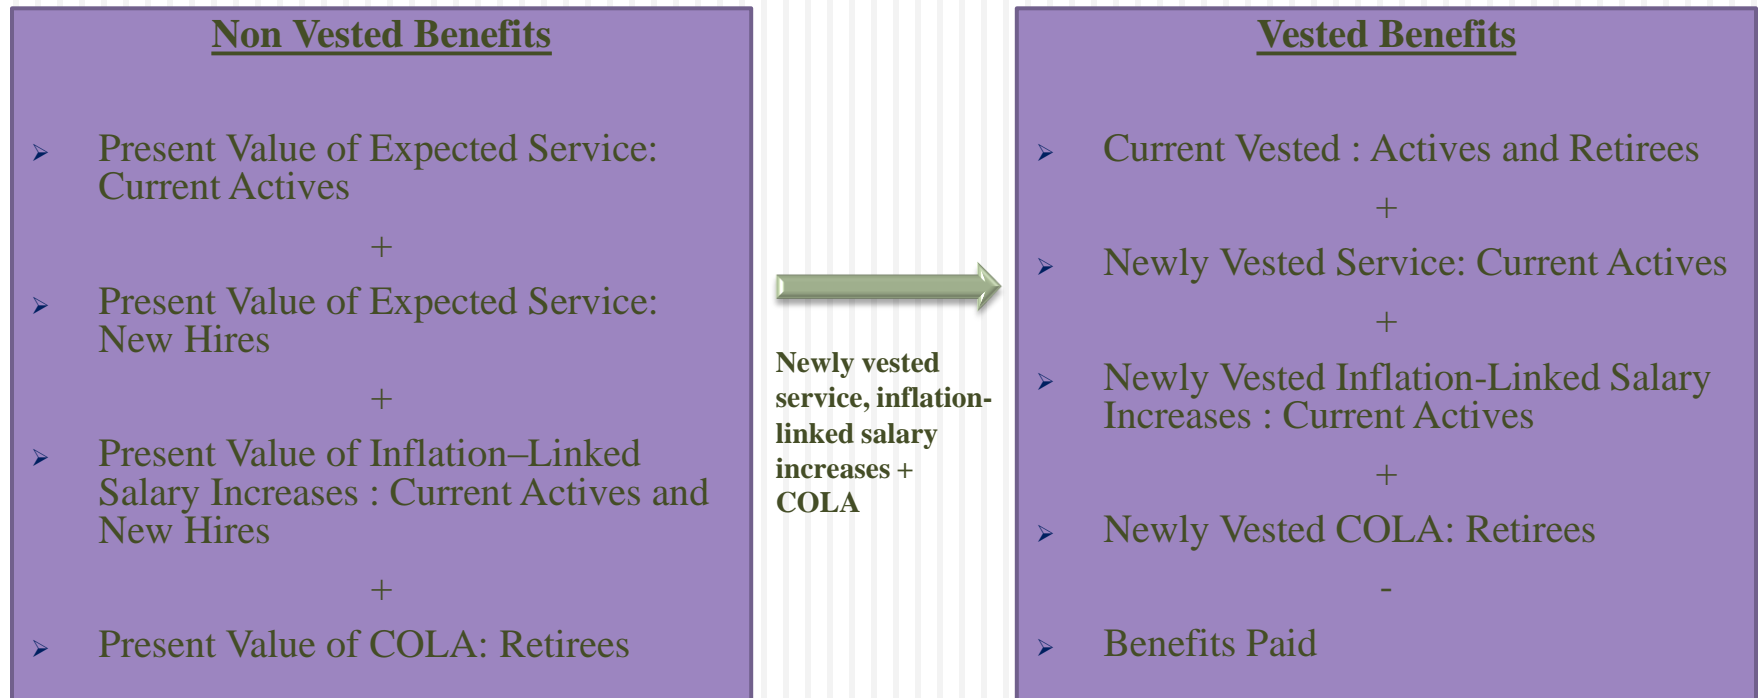 Non Vested Benefits
➢ Present Value of Expected Service:
Current Actives
+
➢ Present Value of Expected Service:
New Hires
+
➢ Present Value of Inflation–Linked
Salary Increases : Current Actives and
New Hires
+
➢ Present Value of COLA: Retirees
Newly vested
service, inflation-
linked salary
increases +
COLA
Vested Benefits
➢ Current Vested : Actives and Retirees
+
➢ Newly Vested Service: Current Actives
+
➢ Newly Vested Inflation-Linked Salary
Increases : Current Actives
+
➢ Newly Vested COLA: Retirees
-
➢ Benefits Paid